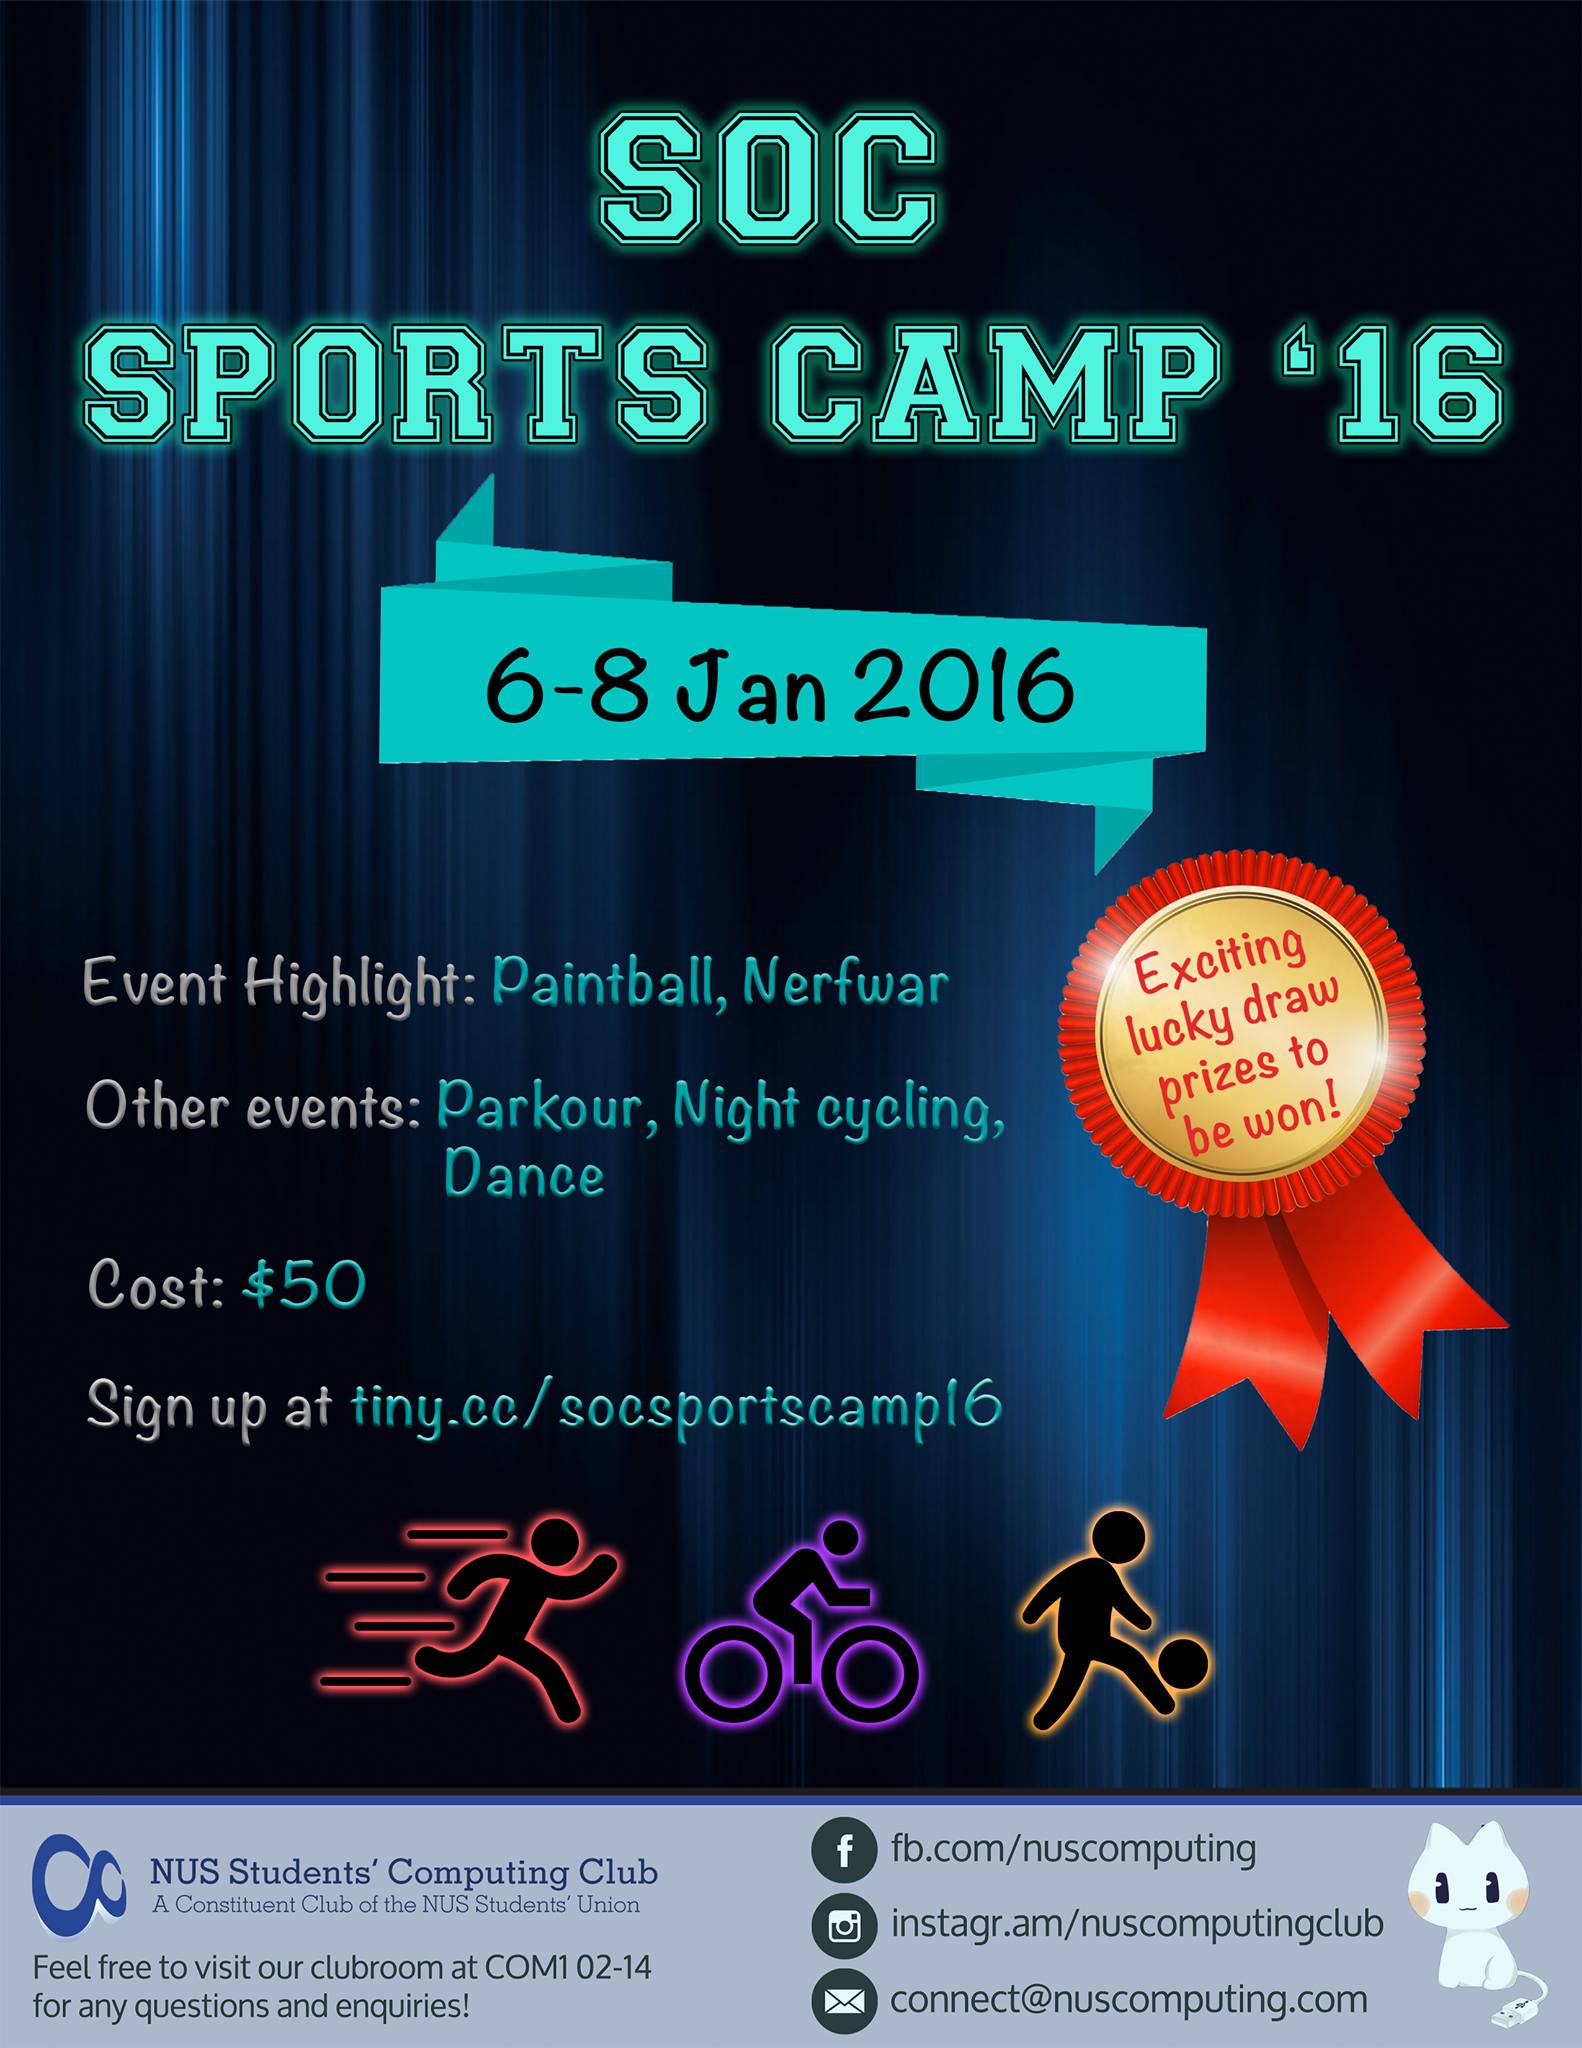 SOC
SPORTS CAMP ‘16
6-8 Jan 2016
Event Highlight: Paintball, Nerfwar
Other events: Parkour, Night cycling,
Dance
Cost: $50
Sign up at tiny.cc/socsportscamp16
Exciting
lucky draw
prizes to
be won!
NUS Students’ Computing Club
A Constituent Club of the NUS Students’ Union
Feel free to visit our clubroom at COM1 02-14
for any questions and enquiries!
fb.com/nuscomputing
instagr.am/nuscomputingclub
connect@nuscomputing.com